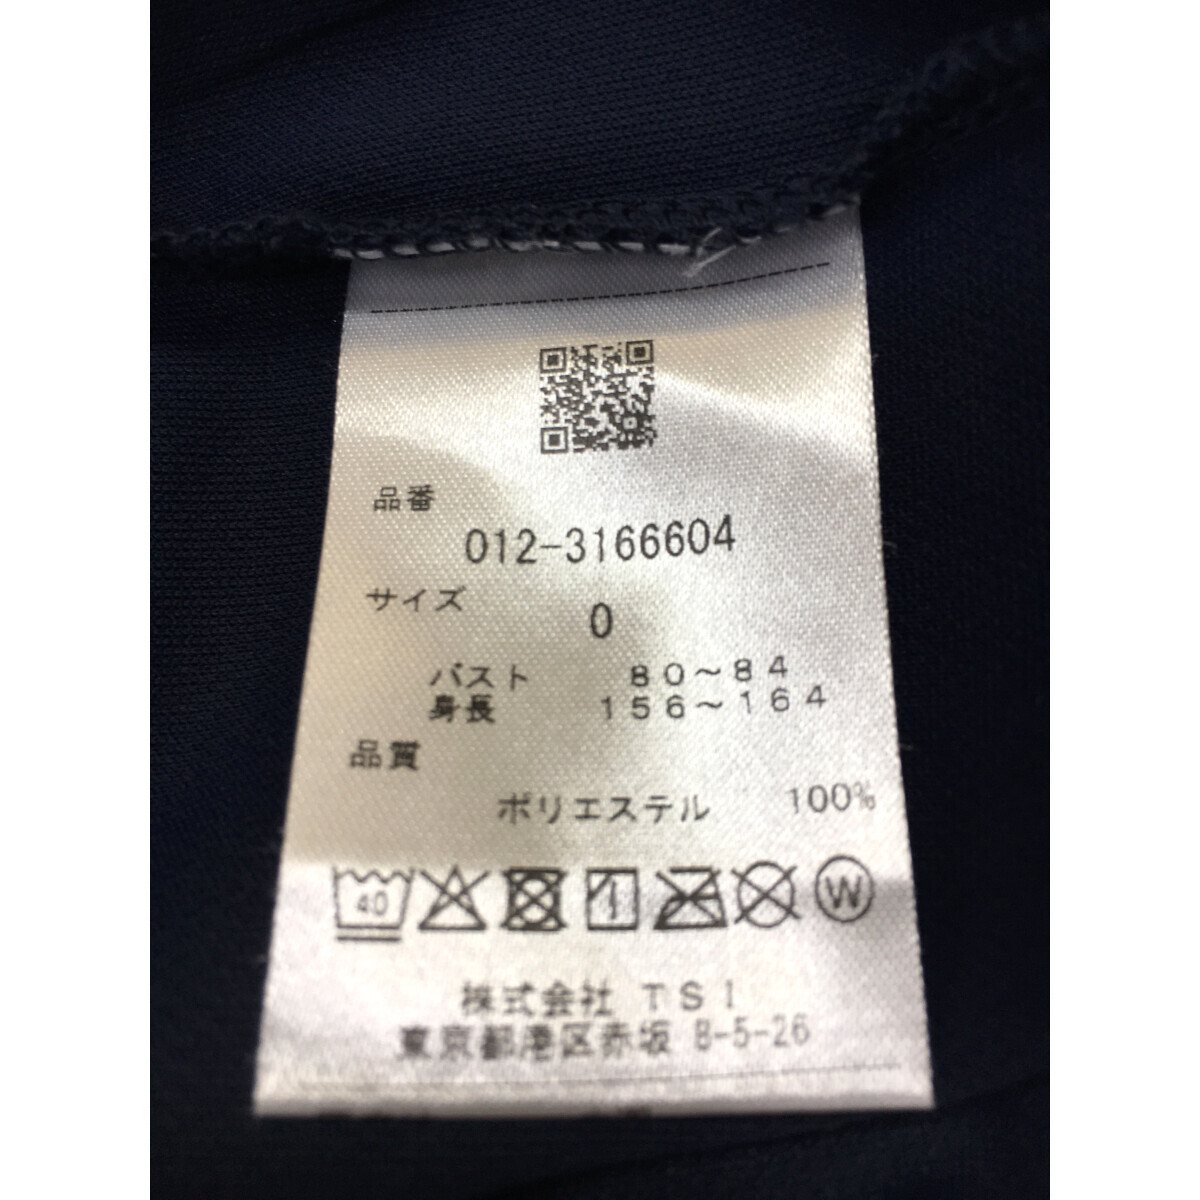 品番
012-3166604
サイズ
0
バスト 80~84
身長 156~164
品質
ポリエステル 100%
40 W
株式会社 TSI
東京都港区赤坂 8-5-26